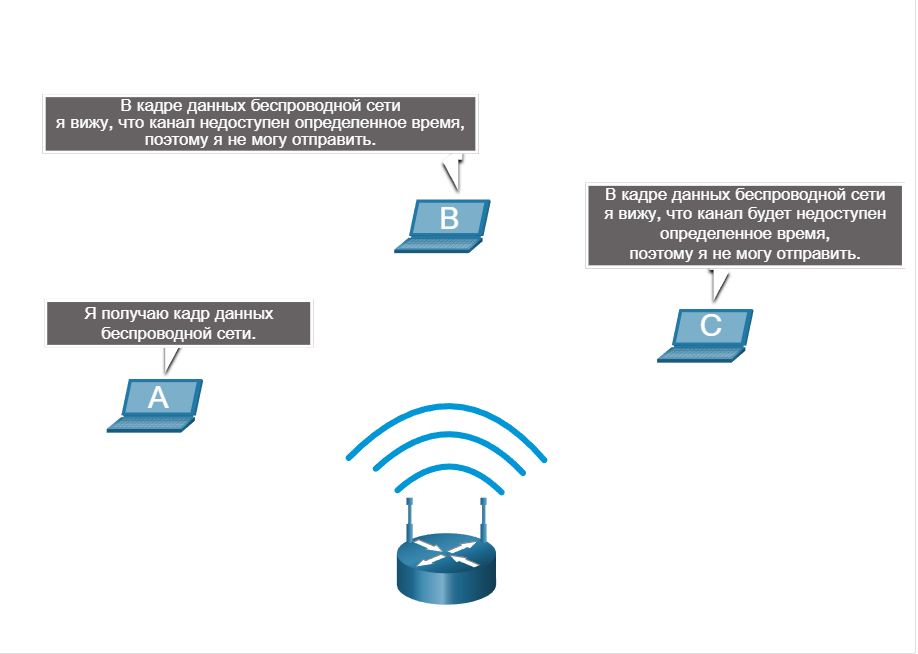 В кадре данных беспроводной сети
я вижу, что канал недоступен определенное время,
поэтому я не могу отправить.
B
В кадре данных беспроводной сети
я вижу, что канал будет недоступен
определенное время,
поэтому я не могу отправить.
C
Я получаю кадр данных
беспроводной сети.
A